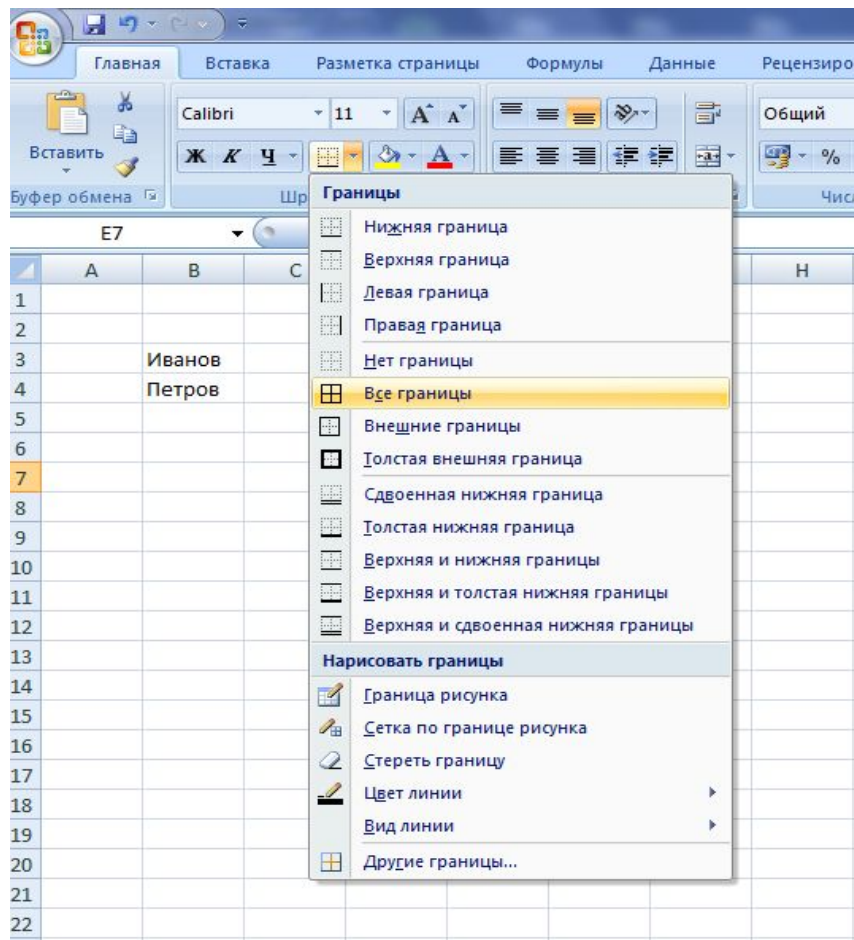 Главная Вставка Разметка страницы Формулы Данные Рецензиро
Calibri 11 A A Общий
Вставить Ж К Ч А %
Буфер обмена Шр Чис
E7
A B C H
Границы
Нижняя граница
Верхняя граница
Левая граница
Правая граница
Нет границы
Все границы
Внешние границы
Толстая внешняя граница
Сдвоенная нижняя граница
Толстая нижняя граница
Верхняя и нижняя границы
Верхняя и толстая нижняя границы
Верхняя и сдвоенная нижняя границы
Нарисовать границы
Граница рисунка
Сетка по границе рисунка
Стереть границу
Цвет линии
Вид линии
Другие границы...
1
2
3 Иванов
4 Петров
5
6
7
8
9
10
11
12
13
14
15
16
17
18
19
20
21
22